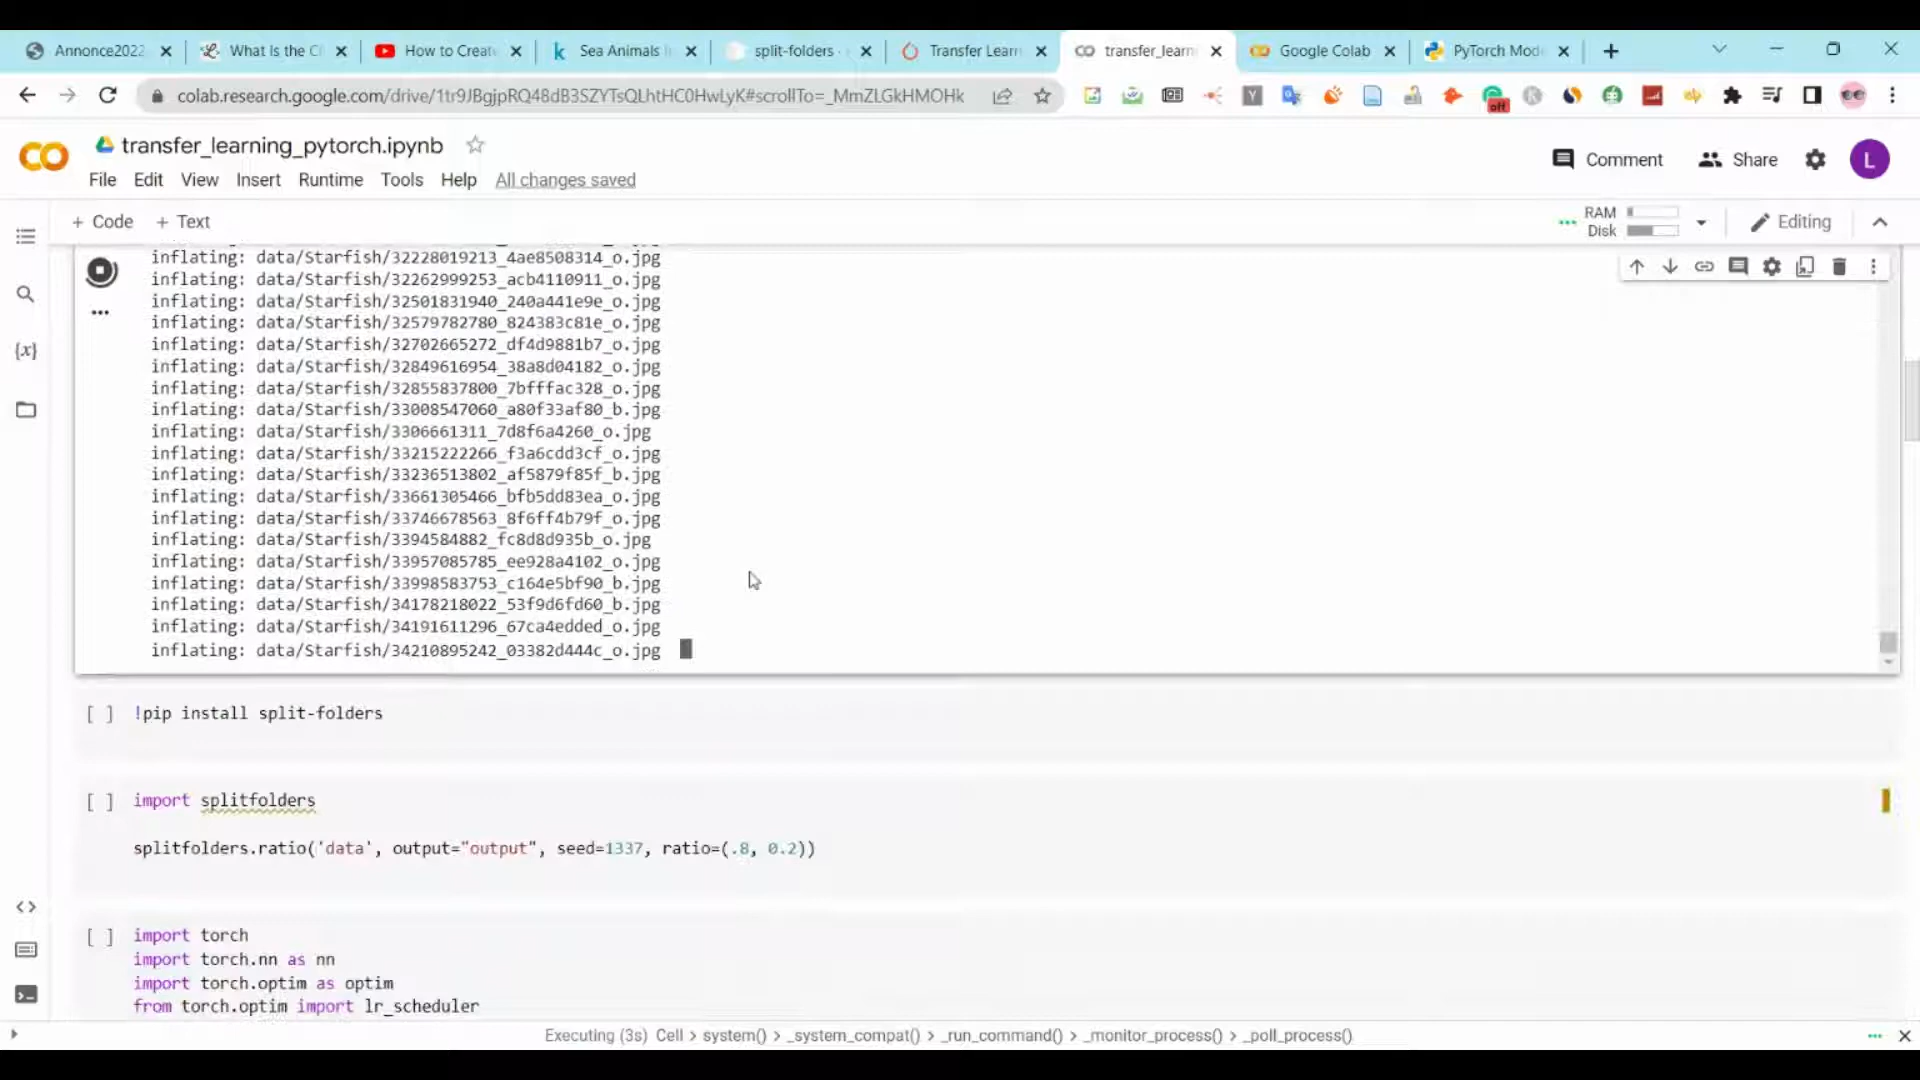 Annonce2022
What Is the C
How to Create
Sea Animals
split-folders
Transfer Learn
transfer_learn
Google Colab
PyTorch Mode
colab.research.google.com/drive/1tr9JBgjpRQ48dB3SZYTsQLhtHC0HwLyK#scrollTo=_MmZLGkHMOHk
off
transfer_learning_pytorch.ipynb
Comment
Share
L
File Edit View Insert Runtime Tools Help All changes saved
+ Code + Text
RAM
Disk
Editing
inflating: data/Starfish/32228019213_4ae8508314_o.jpg
inflating: data/Starfish/32262999253_acb4110911_o.jpg
inflating: data/Starfish/32501831940_240a441e9e_o.jpg
inflating: data/Starfish/32579782780_824383c81e_o.jpg
inflating: data/Starfish/32702665272_df4d9881b7_o.jpg
inflating: data/Starfish/32849616954_38a8d04182_o.jpg
inflating: data/Starfish/32855837800_7bfffac328_o.jpg
inflating: data/Starfish/33008547060_a80f33af80_b.jpg
inflating: data/Starfish/3306661311_7d8f6a4260_o.jpg
inflating: data/Starfish/33215222266_f3a6cdd3cf_o.jpg
inflating: data/Starfish/33236513802_af5879f85f_b.jpg
inflating: data/Starfish/33661305466_bfb5dd83ea_o.jpg
inflating: data/Starfish/33746678563_8f6ff4b79f_o.jpg
inflating: data/Starfish/3394584882_fc8d8d935b_o.jpg
inflating: data/Starfish/33957085785_ee928a4102_o.jpg
inflating: data/Starfish/33998583753_c164e5bf90_b.jpg
inflating: data/Starfish/34178218022_53f9d6fd60_b.jpg
inflating: data/Starfish/34191611296_67ca4edded_o.jpg
inflating: data/Starfish/34210895242_03382d444c_o.jpg
[ ] !pip install split-folders
[ ] import splitfolders
splitfolders.ratio('data', output="output", seed=1337, ratio=(.8, 0.2))
[ ] import torch
import torch.nn as nn
import torch.optim as optim
from torch.optim import lr_scheduler
Executing (3s) Cell > system() > _system_compat() > _run_command() > _monitor_process() > _poll_process()